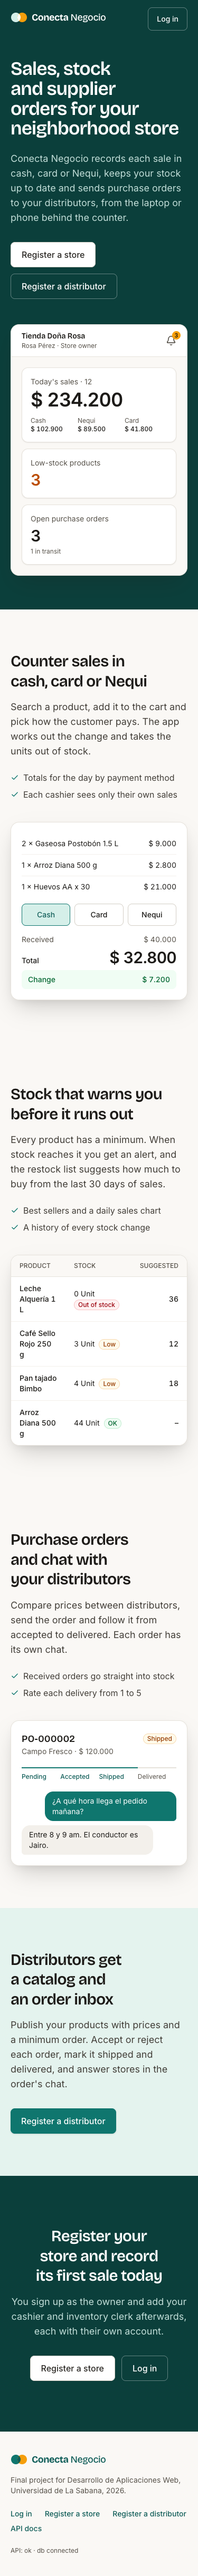 Conecta Negocio
Log in
Sales, stock
and supplier
orders for your
neighborhood store
Conecta Negocio records each sale in
cash, card or Nequi, keeps your stock
up to date and sends purchase orders
to your distributors, from the laptop or
phone behind the counter.
Register a store
Register a distributor
Tienda Doña Rosa
Rosa Pérez · Store owner
Today's sales · 12
$ 234.200
Cash Nequi Card
$ 102.900 $ 89.500 $ 41.800
Low-stock products
3
Open purchase orders
3
1 in transit
Counter sales in
cash, card or Nequi
Search a product, add it to the cart and
pick how the customer pays. The app
works out the change and takes the
units out of stock.
Totals for the day by payment method
Each cashier sees only their own sales
2 × Gaseosa Postobón 1.5 L $ 9.000
1 × Arroz Diana 500 g $ 2.800
1 × Huevos AA x 30 $ 21.000
Cash Card Nequi
Received $ 40.000
Total $ 32.800
Change $ 7.200
Stock that warns you
before it runs out
Every product has a minimum. When
stock reaches it you get an alert, and
the restock list suggests how much to
buy from the last 30 days of sales.
Best sellers and a daily sales chart
A history of every stock change
PRODUCT STOCK SUGGESTED
Leche
Alquería 1
L
0 Unit
Out of stock
36
Café Sello
Rojo 250
g
3 Unit Low 12
Pan tajado
Bimbo
4 Unit Low 18
Arroz
Diana 500
g
44 Unit OK –
Purchase orders
and chat with
your distributors
Compare prices between distributors,
send the order and follow it from
accepted to delivered. Each order has
its own chat.
Received orders go straight into stock
Rate each delivery from 1 to 5
PO-000002 Shipped
Campo Fresco · $ 120.000
Pending Accepted Shipped Delivered
¿A qué hora llega el pedido
mañana?
Entre 8 y 9 am. El conductor es
Jairo.
Distributors get
a catalog and
an order inbox
Publish your products with prices and
a minimum order. Accept or reject
each order, mark it shipped and
delivered, and answer stores in the
order's chat.
Register a distributor
Register your
store and record
its first sale today
You sign up as the owner and add your
cashier and inventory clerk afterwards,
each with their own account.
Register a store Log in
Conecta Negocio
Final project for Desarrollo de Aplicaciones Web,
Universidad de La Sabana, 2026.
Log in Register a store Register a distributor
API docs
API: ok · db connected